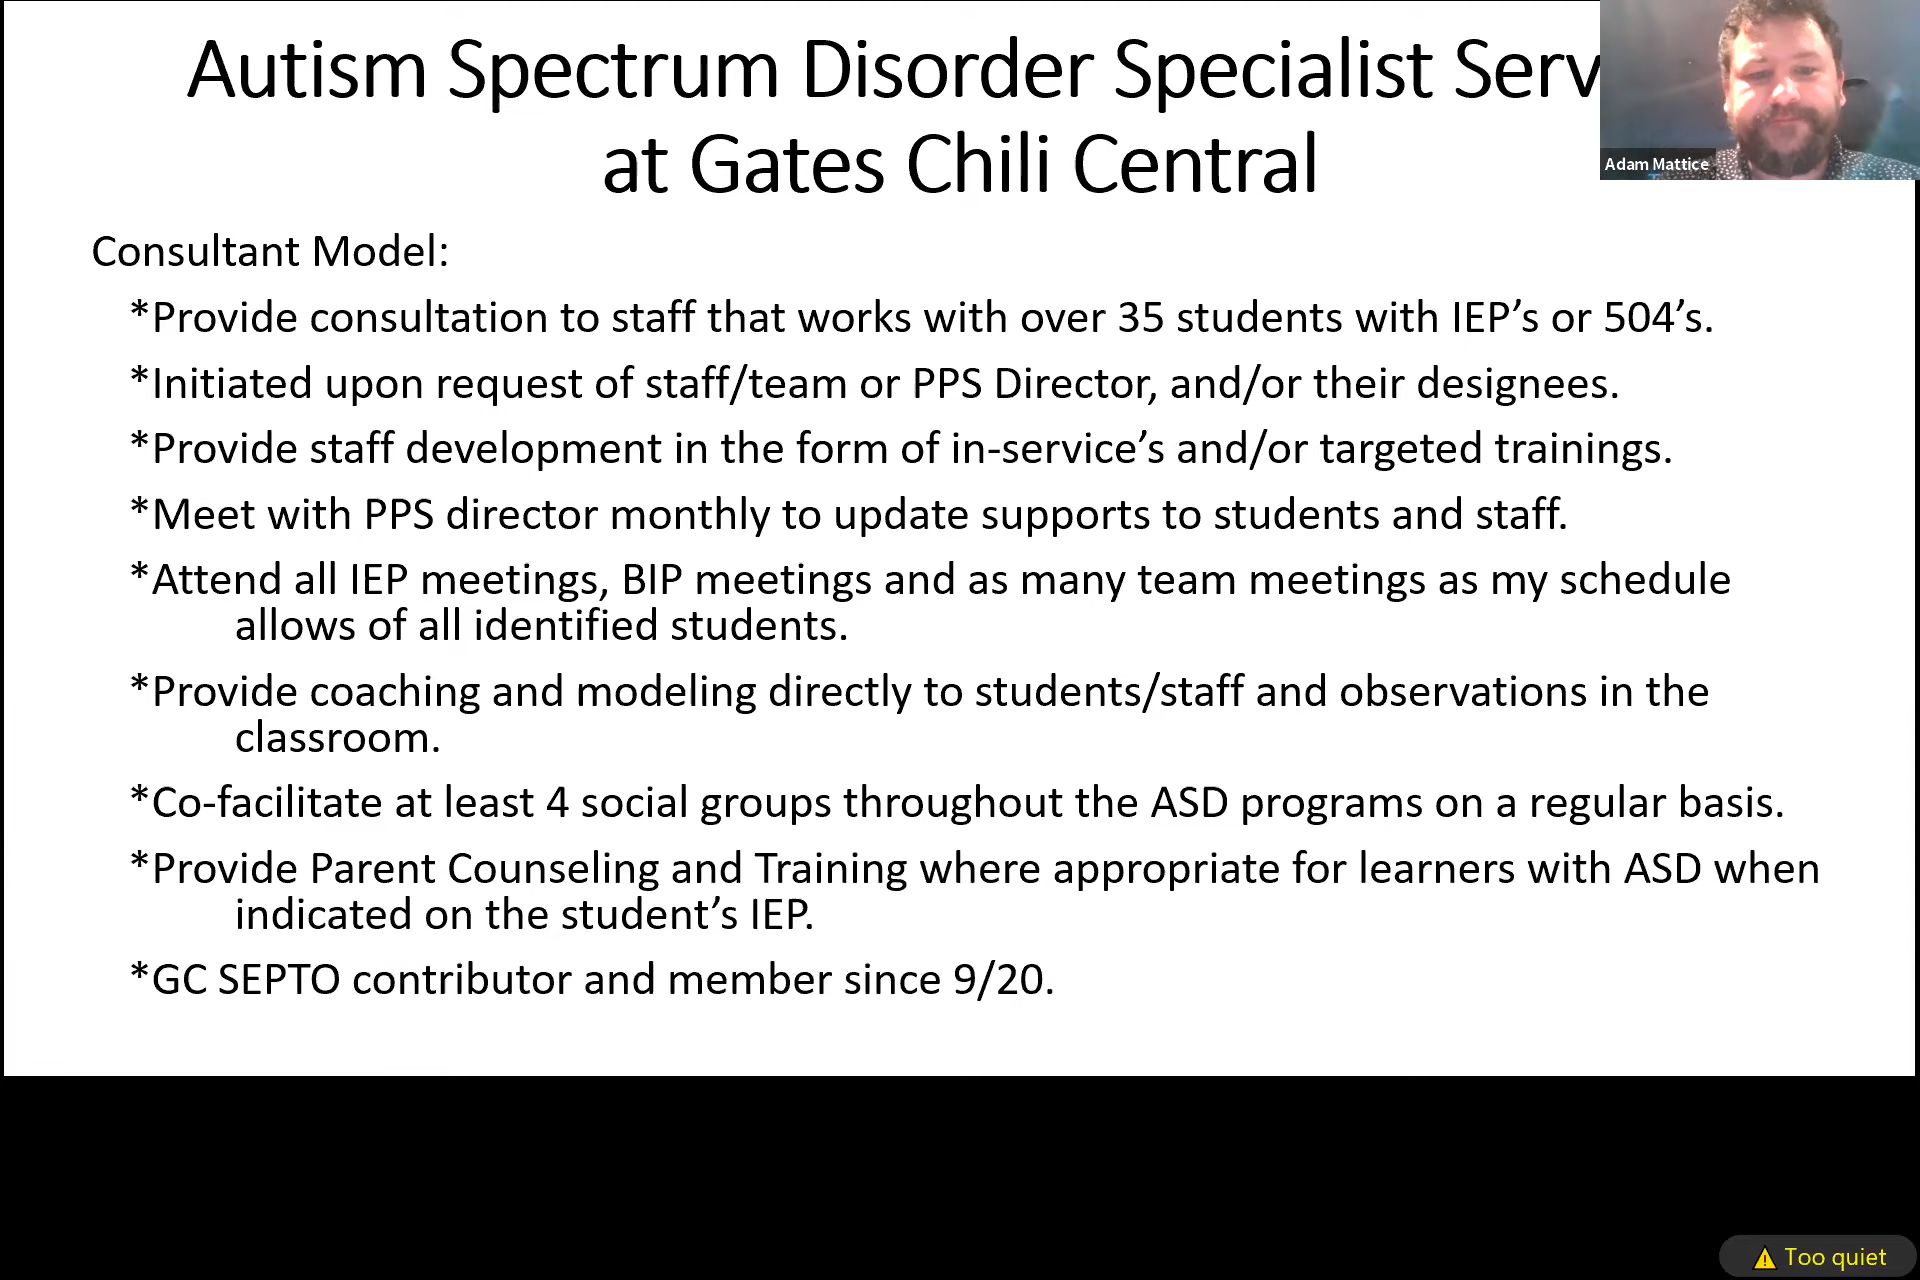 Autism Spectrum Disorder Specialist Serv
at Gates Chili Central
Adam Mattice
Consultant Model:
*Provide consultation to staff that works with over 35 students with IEP’s or 504’s.
*Initiated upon request of staff/team or PPS Director, and/or their designees.
*Provide staff development in the form of in-service’s and/or targeted trainings.
*Meet with PPS director monthly to update supports to students and staff.
*Attend all IEP meetings, BIP meetings and as many team meetings as my schedule
allows of all identified students.
*Provide coaching and modeling directly to students/staff and observations in the
classroom.
*Co-facilitate at least 4 social groups throughout the ASD programs on a regular basis.
*Provide Parent Counseling and Training where appropriate for learners with ASD when
indicated on the student’s IEP.
*GC SEPTO contributor and member since 9/20.
Too quiet